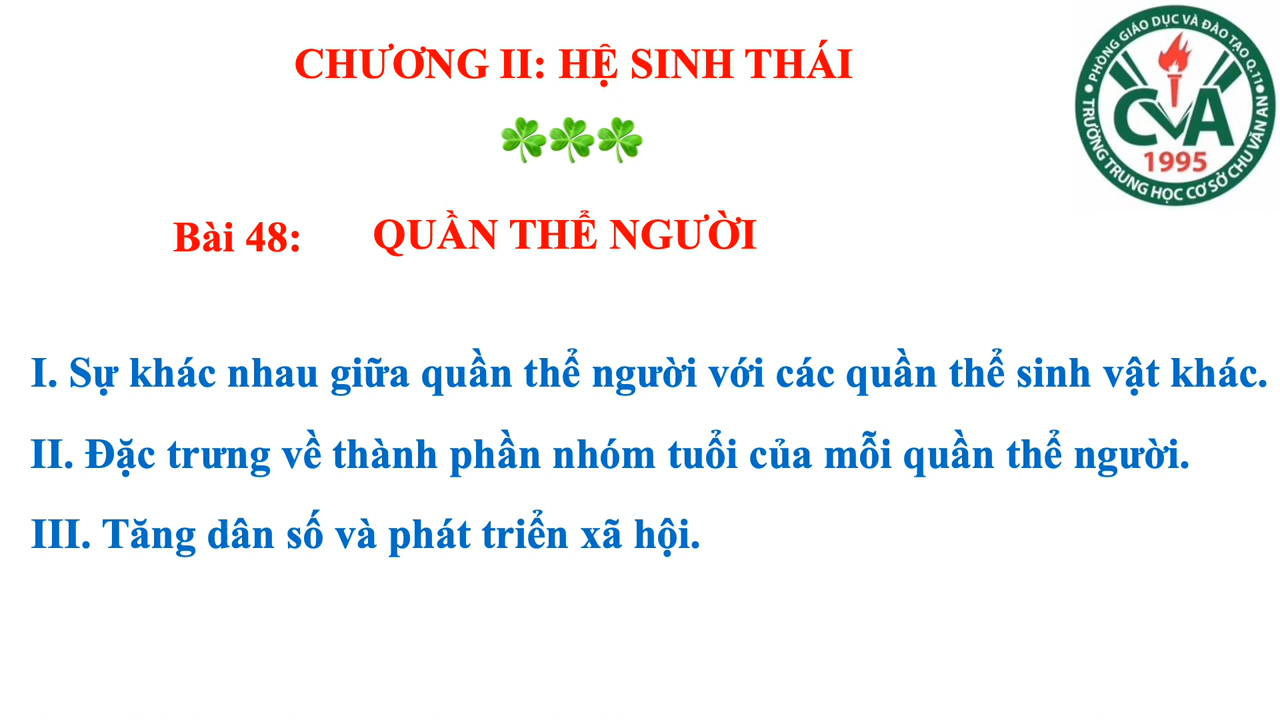 CHƯƠNG II: HỆ SINH THÁI
PHÒNG GIÁO DỤC VÀ ĐÀO TẠO Q.11
CVA
1995
TRƯỜNG TRUNG HỌC CƠ SỞ CHU VĂN AN
Bài 48: QUẦN THỂ NGƯỜI
I. Sự khác nhau giữa quần thể người với các quần thể sinh vật khác.
II. Đặc trưng về thành phần nhóm tuổi của mỗi quần thể người.
III. Tăng dân số và phát triển xã hội.